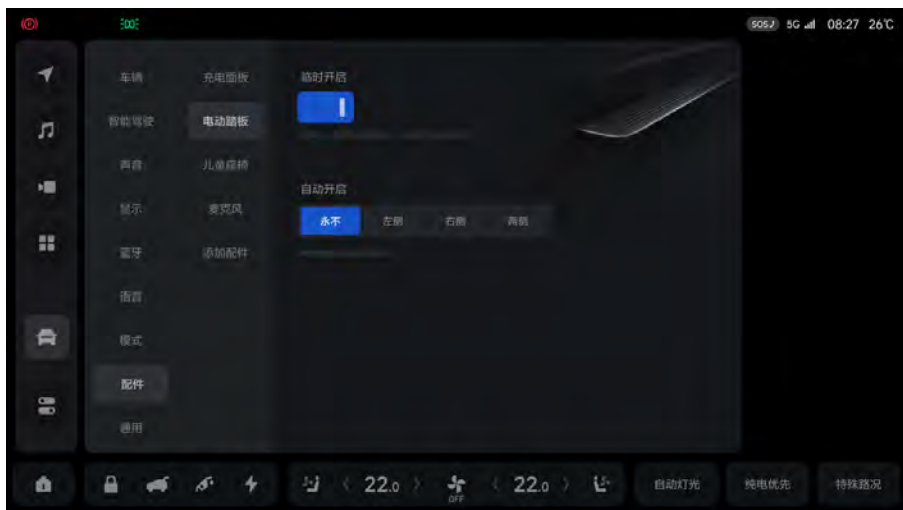 SOS 5G 08:27 26℃
车辆
智能驾驶
声音
显示
蓝牙
语音
模式
配件
通用
充电面板
电动踏板
儿童座椅
麦克风
添加配件
临时开启
自动开启
永不 左侧 右侧 两侧
22.0 OFF 22.0 自动灯光 纯电优先 特殊路况